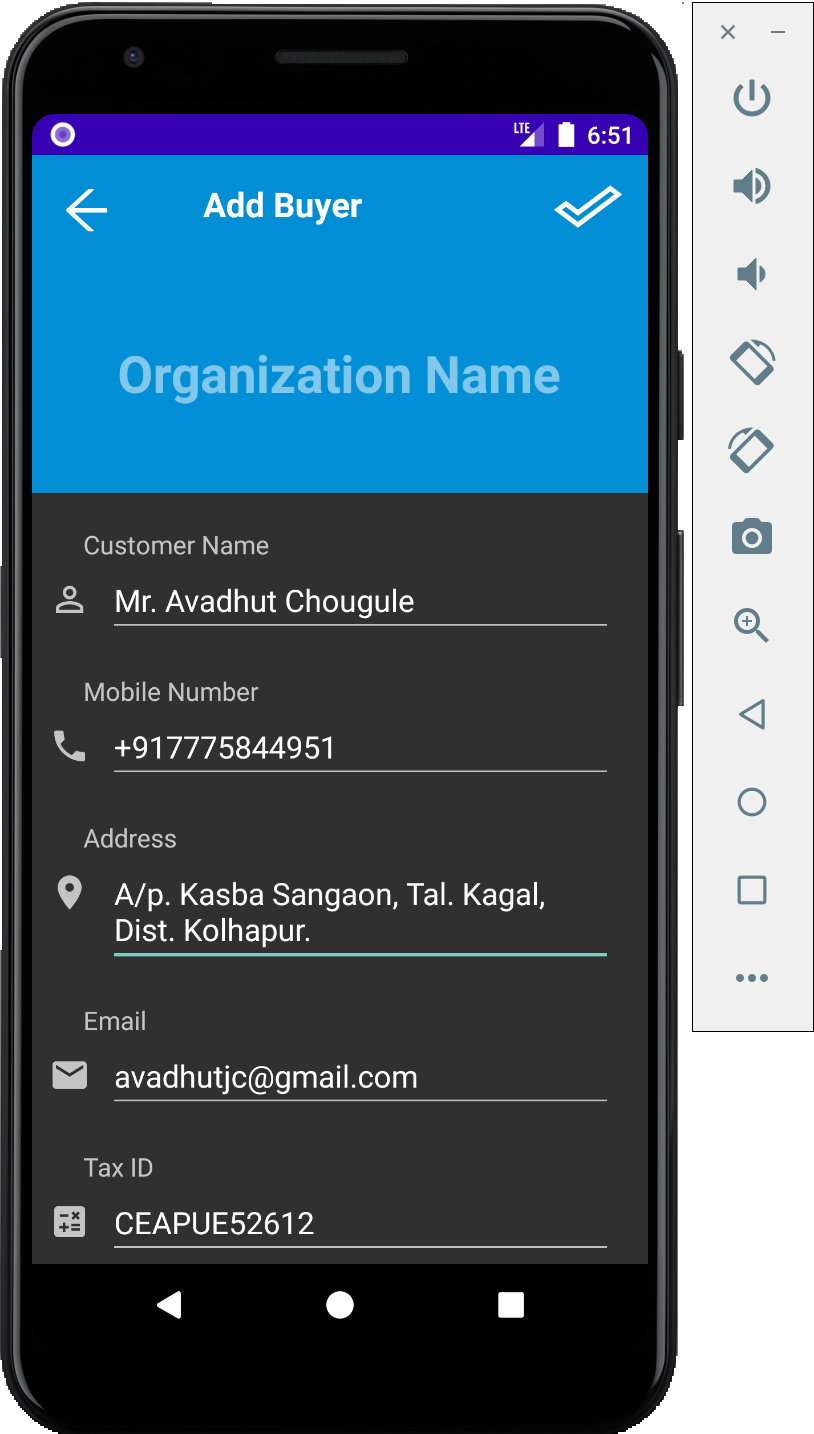 LTE 6:51
Add Buyer
Organization Name
Customer Name
Mr. Avadhut Chougule
Mobile Number
+917775844951
Address
A/p. Kasba Sangaon, Tal. Kagal,
Dist. Kolhapur.
Email
avadhutjc@gmail.com
Tax ID
CEAPUE52612